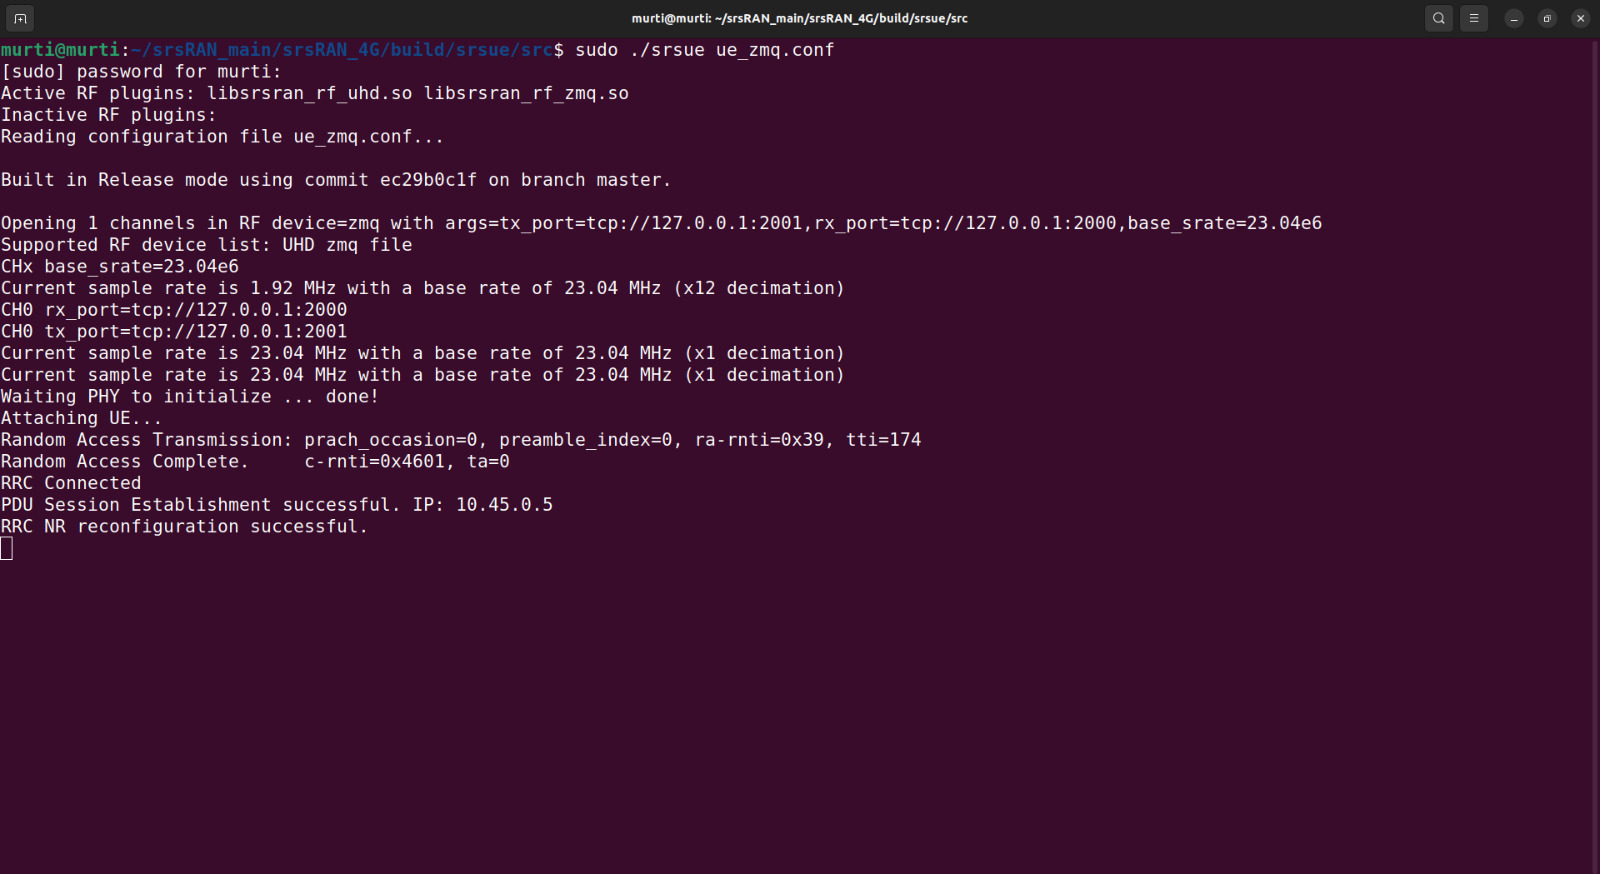 murti@murti: ~/srsRAN_main/srsRAN_4G/build/srsue/src
murti@murti:~/srsRAN_main/srsRAN_4G/build/srsue/src$ sudo ./srsue ue_zmq.conf
[sudo] password for murti:
Active RF plugins: libsrsran_rf_uhd.so libsrsran_rf_zmq.so
Inactive RF plugins:
Reading configuration file ue_zmq.conf...
Built in Release mode using commit ec29b0c1f on branch master.
Opening 1 channels in RF device=zmq with args=tx_port=tcp://127.0.0.1:2001,rx_port=tcp://127.0.0.1:2000,base_srate=23.04e6
Supported RF device list: UHD zmq file
CHx base_srate=23.04e6
Current sample rate is 1.92 MHz with a base rate of 23.04 MHz (x12 decimation)
CH0 rx_port=tcp://127.0.0.1:2000
CH0 tx_port=tcp://127.0.0.1:2001
Current sample rate is 23.04 MHz with a base rate of 23.04 MHz (x1 decimation)
Current sample rate is 23.04 MHz with a base rate of 23.04 MHz (x1 decimation)
Waiting PHY to initialize ... done!
Attaching UE...
Random Access Transmission: prach_occasion=0, preamble_index=0, ra-rnti=0x39, tti=174
Random Access Complete.     c-rnti=0x4601, ta=0
RRC Connected
PDU Session Establishment successful. IP: 10.45.0.5
RRC NR reconfiguration successful.